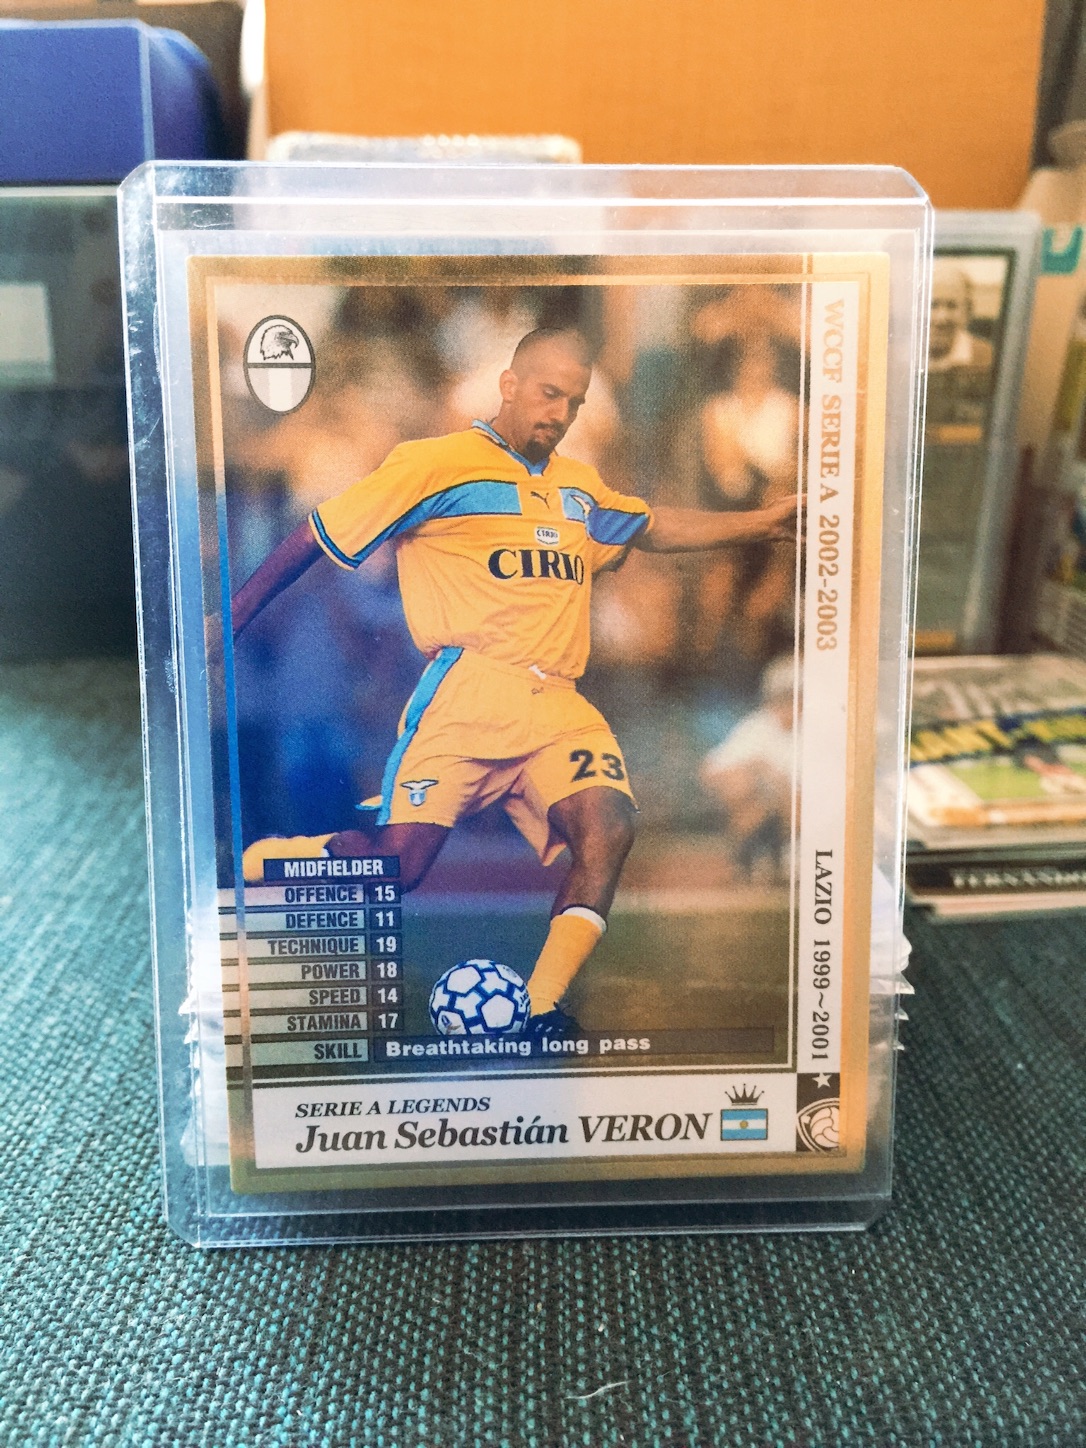 WCCF SERIE A 2002-2003
CIRIO
CIRIO
23
MIDFIELDER
OFFENCE 15
DEFENCE 11
TECHNIQUE 19
POWER 18
SPEED 14
STAMINA 17
SKILL Breathtaking long pass
LAZIO 1999~2001
SERIE A LEGENDS
Juan Sebastián VERON